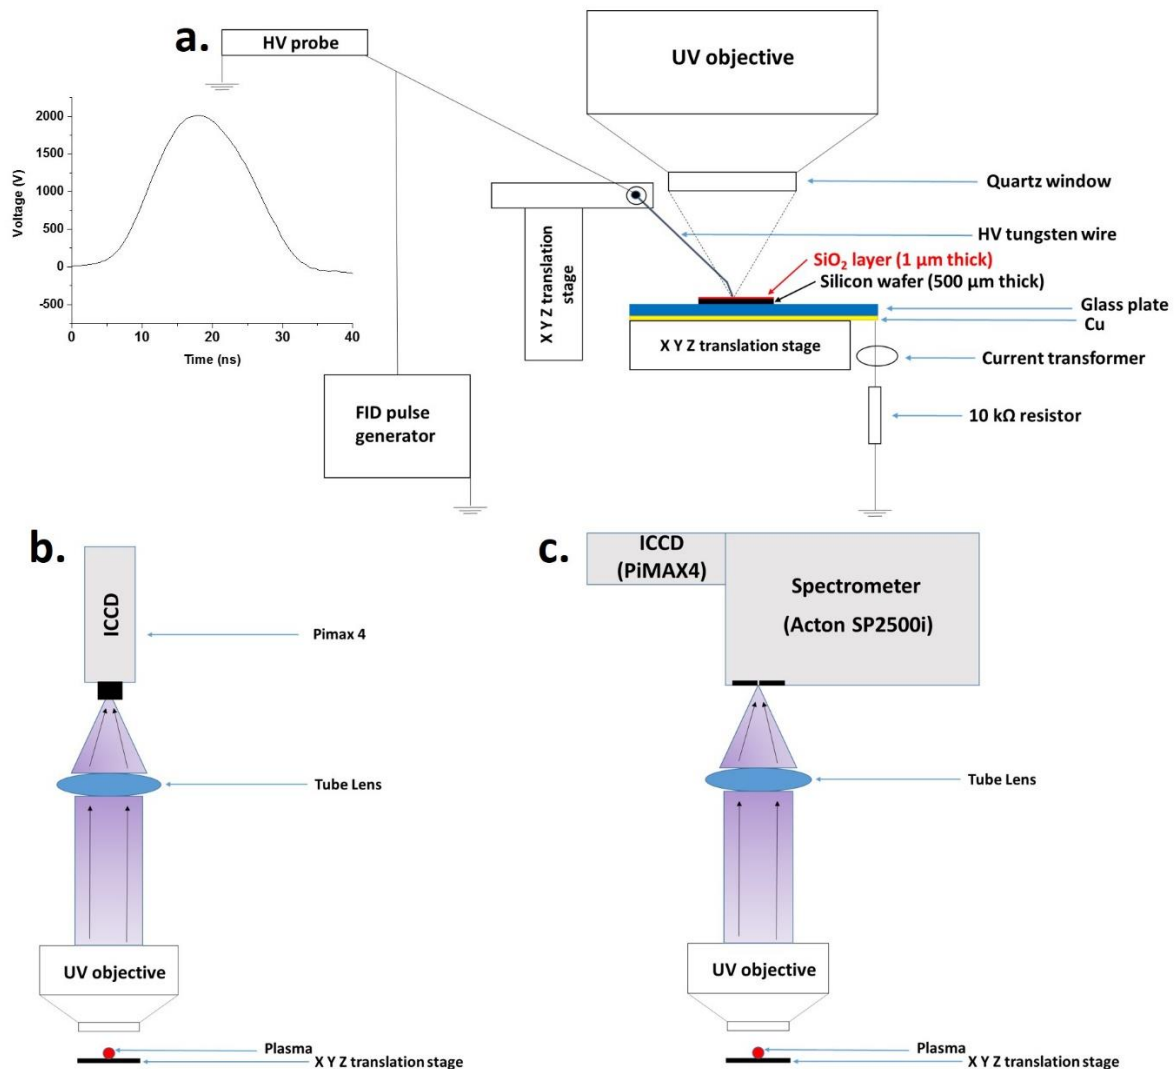 a.
HV probe
UV objective
2000
1500
1000
500
0
-500
Voltage (V)
0
10
20
30
40
Time (ns)
X Y Z translation
stage
Quartz window
HV tungsten wire
SiO₂ layer (1 µm thick)
Silicon wafer (500 µm thick)
Glass plate
Cu
X Y Z translation stage
Current transformer
10 kΩ resistor
FID pulse
generator
b.
ICCD
Pimax 4
Tube Lens
UV objective
Plasma
X Y Z translation stage
c.
ICCD
(PiMAX4)
Spectrometer
(Acton SP2500i)
Tube Lens
UV objective
Plasma
X Y Z translation stage